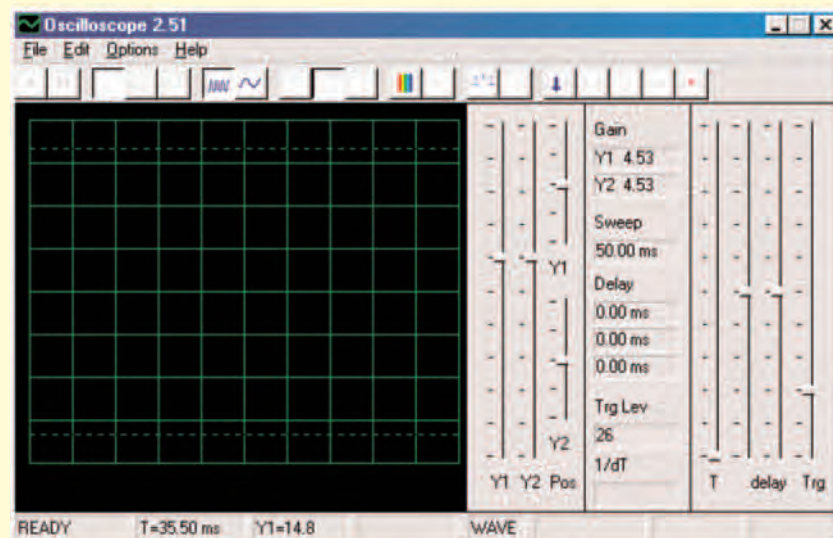 Oscilloscope 2.51
File Edit Options Help
Gain
Y1 4.53
Y2 4.53
Sweep
50.00 ms
Delay
0.00 ms
0.00 ms
0.00 ms
Trg Lev
26
1/dT
Y1
Y2
Y1 Y2 Pos
T delay Trg
READY T=35.50 ms Y1=14.8 WAVE